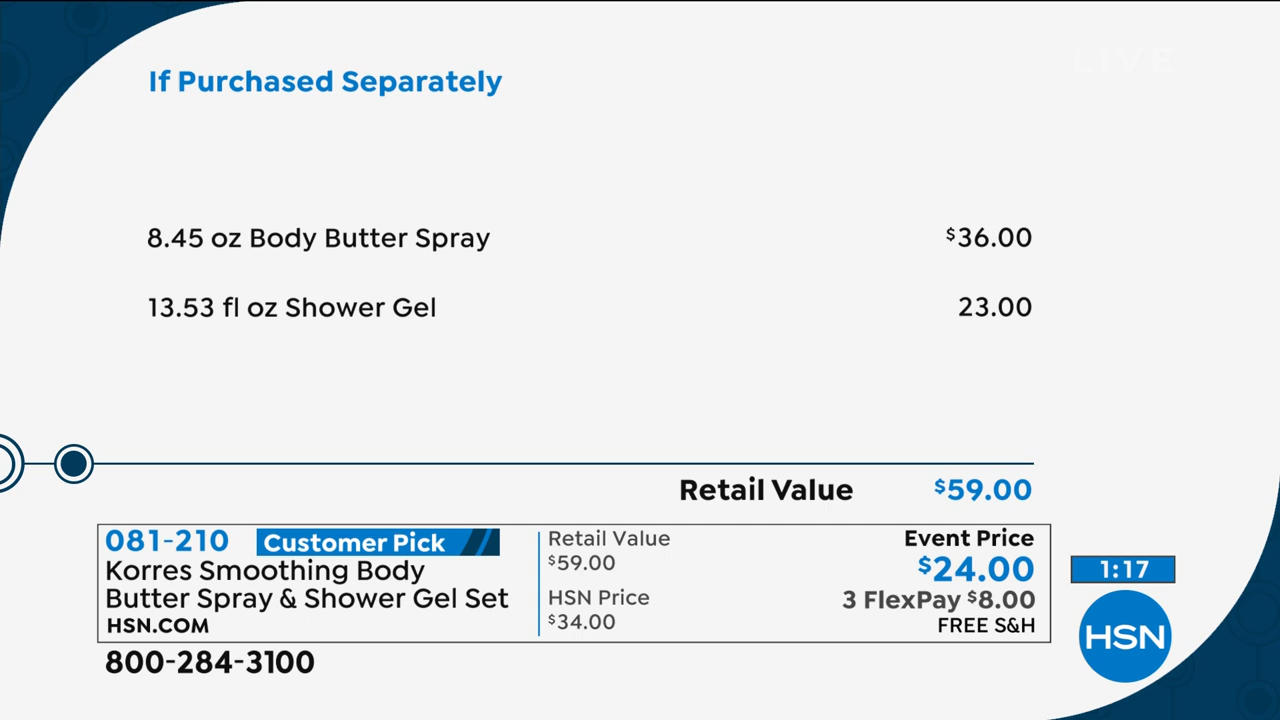 LIVE
If Purchased Separately
8.45 oz Body Butter Spray $36.00
13.53 fl oz Shower Gel 23.00
Retail Value $59.00
081-210 Customer Pick
Korres Smoothing Body
Butter Spray & Shower Gel Set
HSN.COM
Retail Value
$59.00
HSN Price
$34.00
Event Price
$24.00
3 FlexPay $8.00
FREE S&H
1:17
HSN
800-284-3100